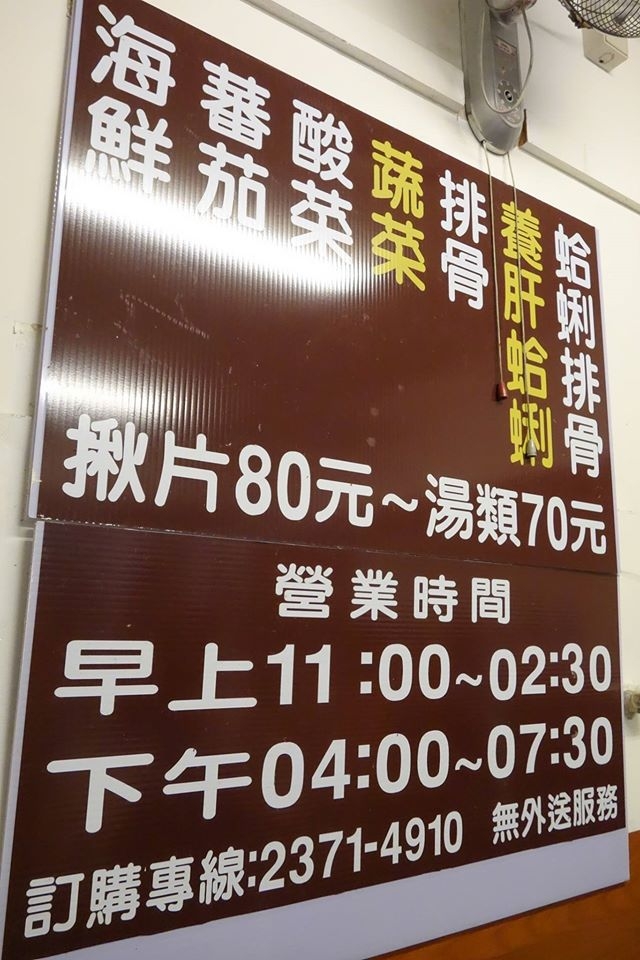 海鮮
蕃茄
酸菜
蔬菜
排骨
養肝蛤蜊
蛤蜊排骨
揪片80元~湯類70元
營業時間
早上11:00~02:30
下午04:00~07:30
訂購專線:2371-4910 無外送服務